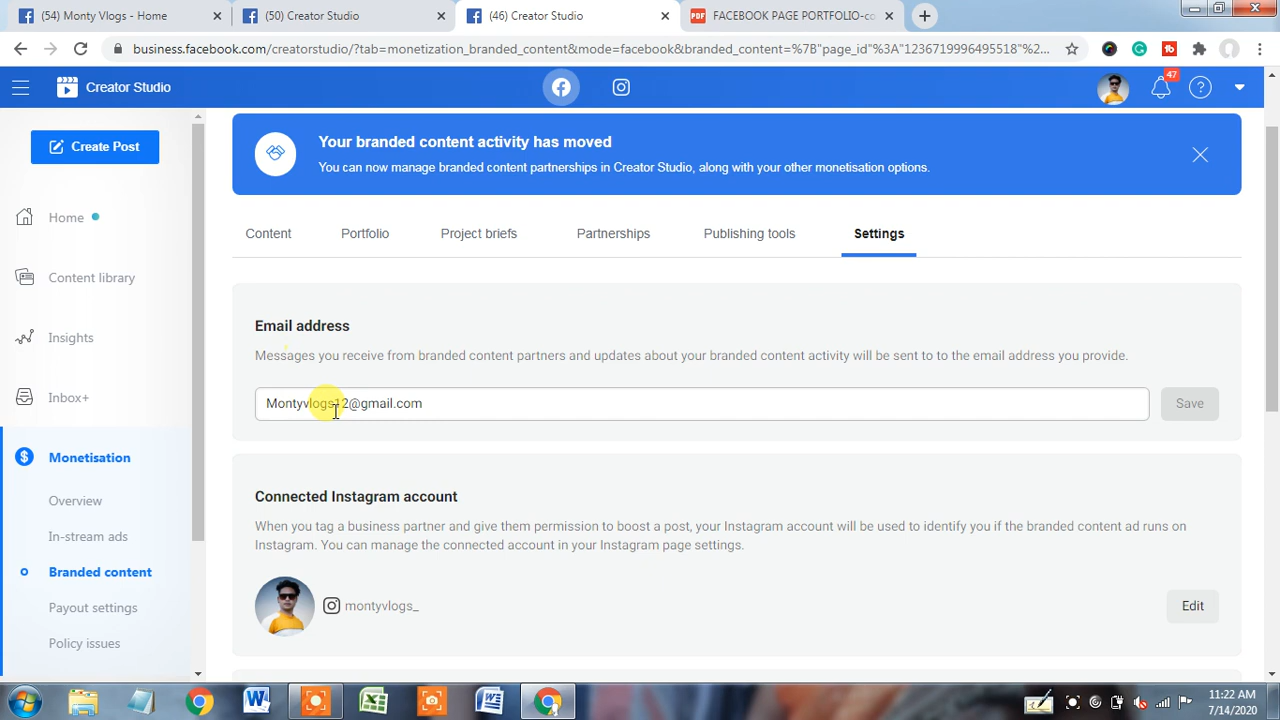 (54) Monty Vlogs - Home
(50) Creator Studio
(46) Creator Studio
PDF FACEBOOK PAGE PORTFOLIO-co
business.facebook.com/creatorstudio/?tab=monetization_branded_content&mode=facebook&branded_content=%7B"page_id"%3A"1236719996495518"%2...
Creator Studio
47
Create Post
Your branded content activity has moved
You can now manage branded content partnerships in Creator Studio, along with your other monetisation options.
Home
Content library
Insights
Inbox+
Monetisation
Overview
In-stream ads
Branded content
Payout settings
Policy issues
Content Portfolio Project briefs Partnerships Publishing tools Settings
Email address
Messages you receive from branded content partners and updates about your branded content activity will be sent to to the email address you provide.
Montyvlogs12@gmail.com
Save
Connected Instagram account
When you tag a business partner and give them permission to boost a post, your Instagram account will be used to identify you if the branded content ad runs on
Instagram. You can manage the connected account in your Instagram page settings.
montyvlogs_
Edit
11:22 AM
7/14/2020